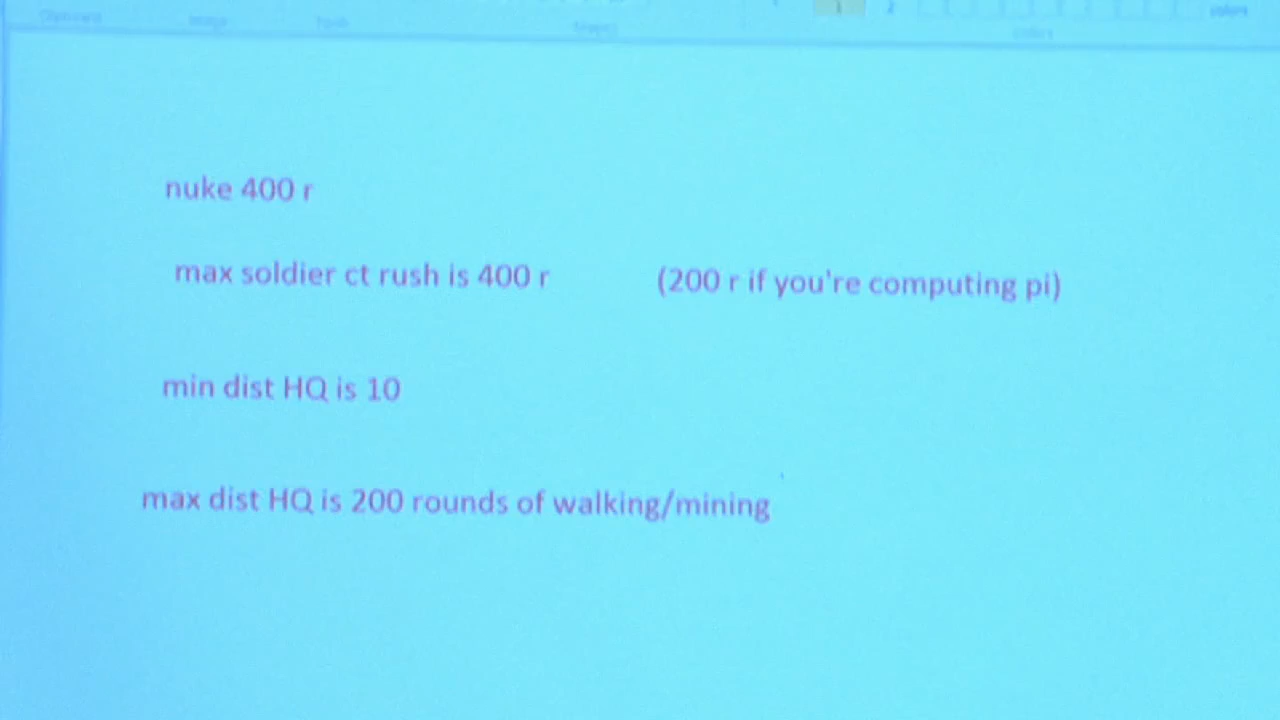 nuke 400 r
max soldier ct rush is 400 r (200 r if you're computing pi)
min dist HQ is 10
max dist HQ is 200 rounds of walking/mining